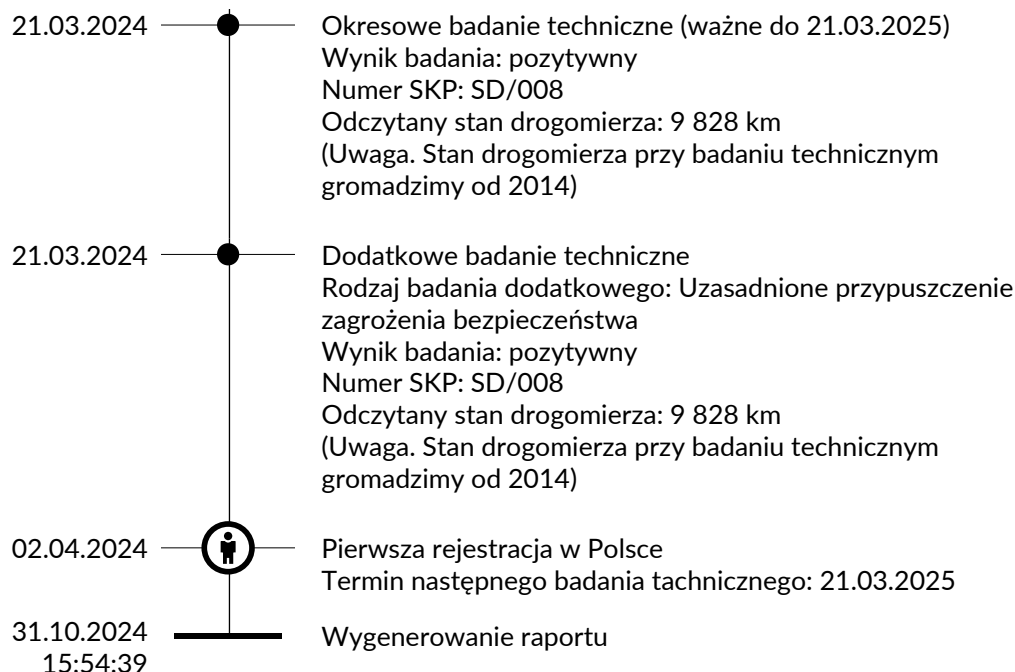 21.03.2024 Okresowe badanie techniczne (ważne do 21.03.2025)
Wynik badania: pozytywny
Numer SKP: SD/008
Odczytany stan drogomierza: 9 828 km
(Uwaga. Stan drogomierza przy badaniu technicznym
gromadzimy od 2014)
21.03.2024 Dodatkowe badanie techniczne
Rodzaj badania dodatkowego: Uzasadnione przypuszczenie
zagrożenia bezpieczeństwa
Wynik badania: pozytywny
Numer SKP: SD/008
Odczytany stan drogomierza: 9 828 km
(Uwaga. Stan drogomierza przy badaniu technicznym
gromadzimy od 2014)
02.04.2024 Pierwsza rejestracja w Polsce
Termin następnego badania tachnicznego: 21.03.2025
31.10.2024 Wygenerowanie raportu
15:54:39